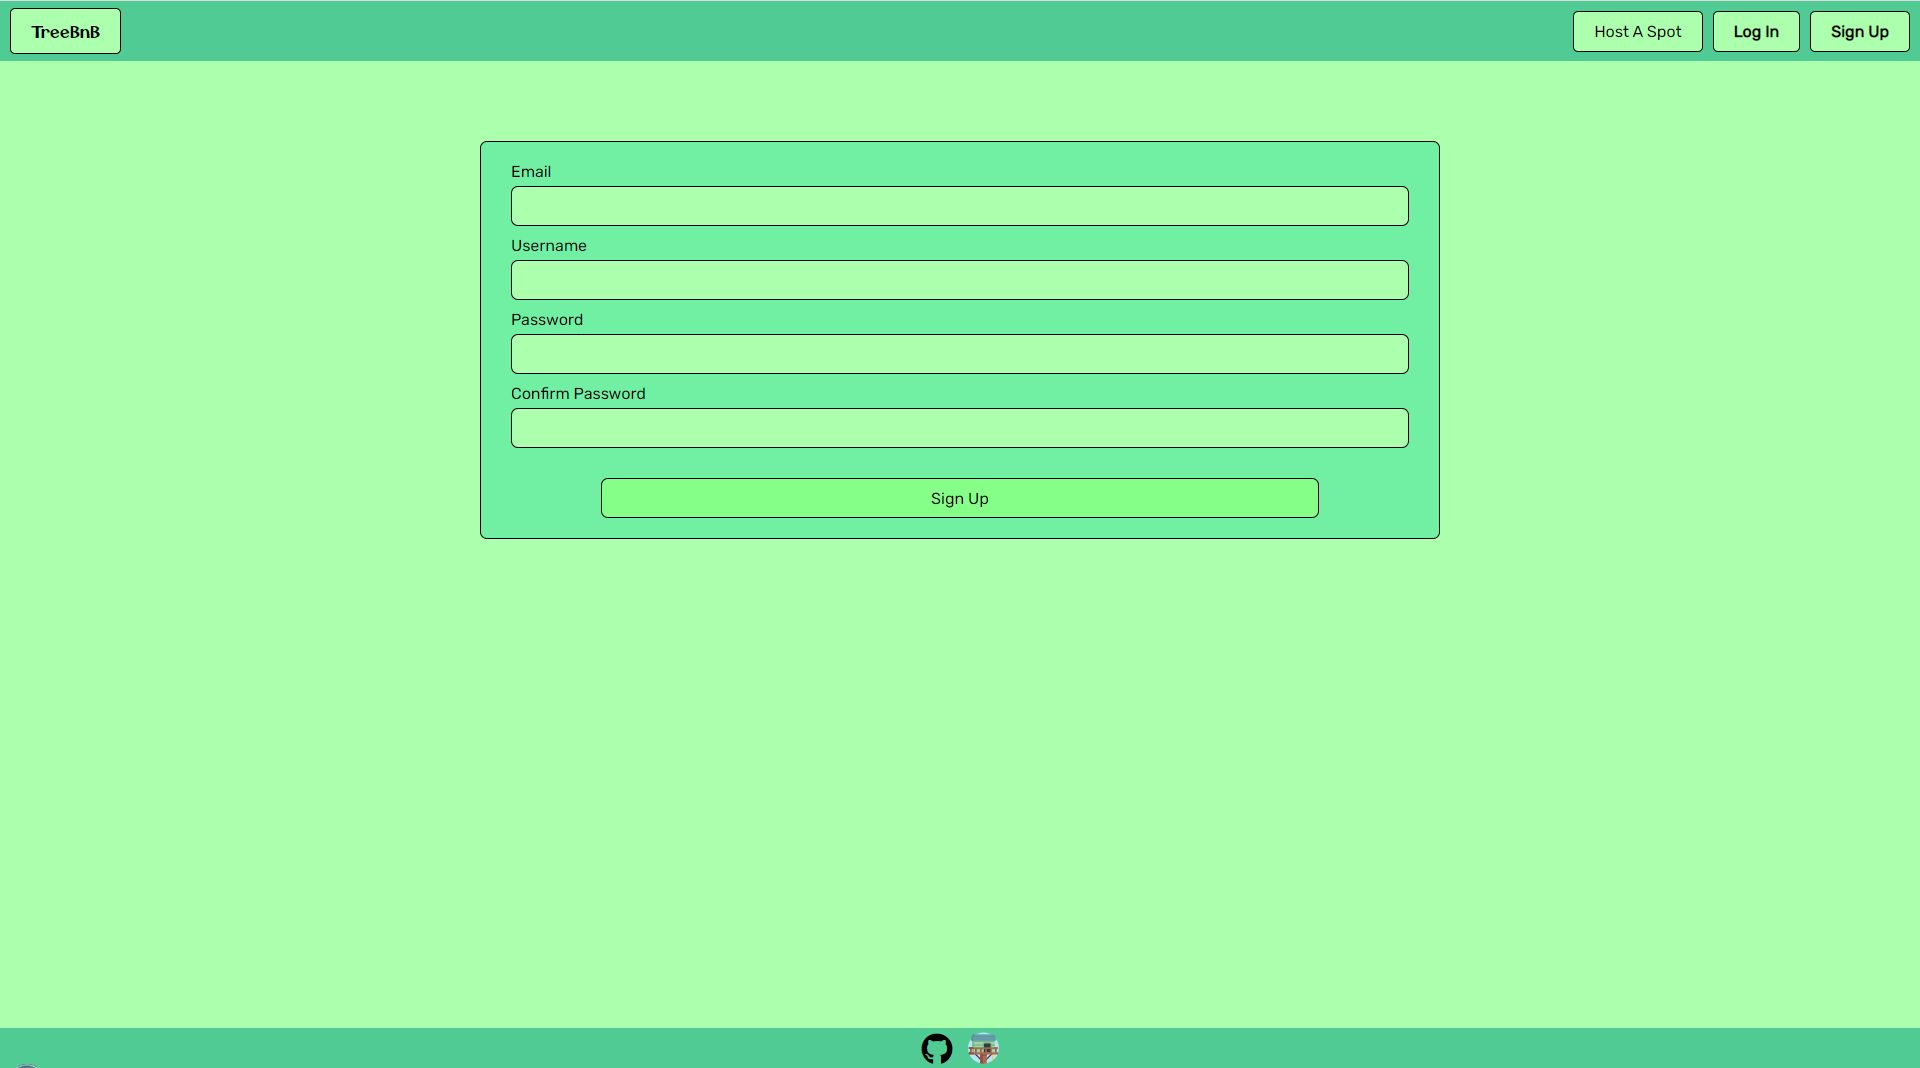 TreeBnB
Host A Spot
Log In
Sign Up
Email
Username
Password
Confirm Password
Sign Up